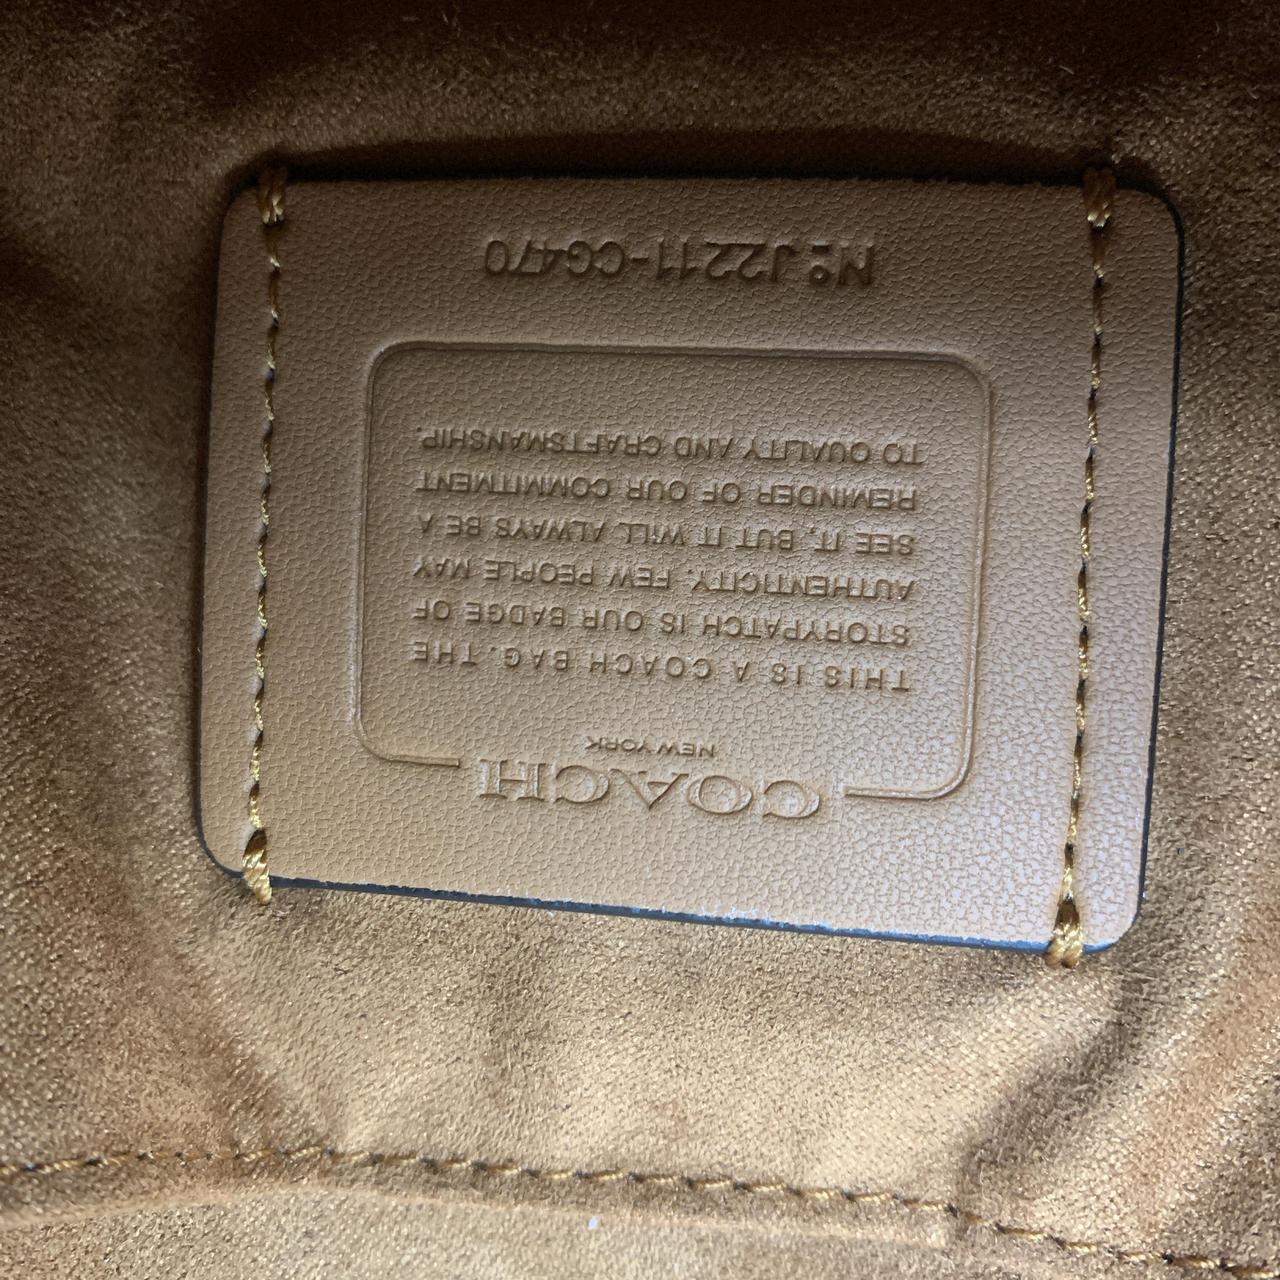 COACH
NEW YORK
THIS IS A COACH BAG. THE
STORYPATCH IS OUR BADGE OF
AUTHENTICITY. FEW PEOPLE MAY
SEE IT, BUT IT WILL ALWAYS BE A
REMINDER OF OUR COMMITMENT
TO QUALITY AND CRAFTSMANSHIP.
Nº J2211-CG470